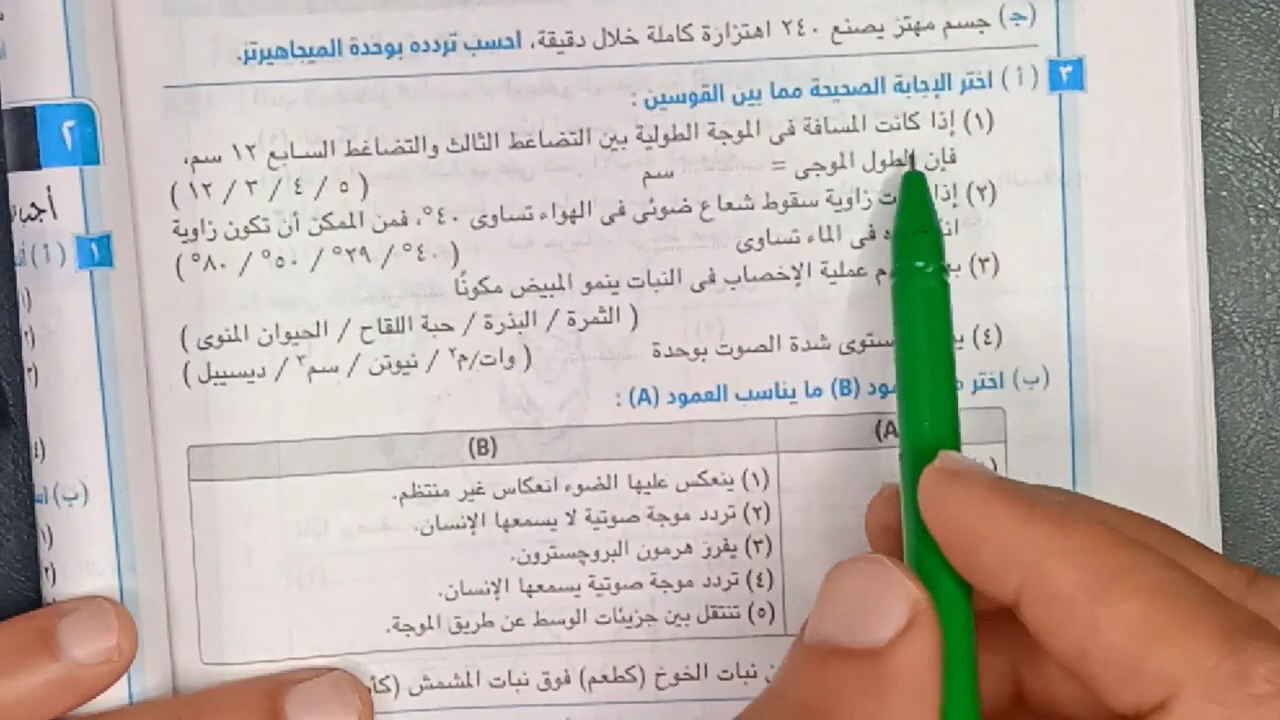 (جـ) جسم مهتز يصنع ٢٤٠ اهتزازة كاملة خلال دقيقة، احسب تردده بوحدة الميجاهيرتز.
٣ (أ) اختر الإجابة الصحيحة مما بين القوسين :
(١) إذا كانت المسافة فى الموجة الطولية بين التضاغط الثالث والتضاغط السابع ١٢ سم،
فإن الطول الموجى = سم
(٥ / ٤ / ٣ / ١٢)
(٢) إذا زاوية سقوط شعاع ضوئى فى الهواء تساوى ٤٠°، فمن الممكن أن تكون زاوية
فى الماء تساوى
(٤٠° / ٢٩° / ٥٠° / ٨٠°)
(٣) عملية الإخصاب فى النبات ينمو المبيض مكونًا
(الثمرة / البذرة / حبة اللقاح / الحيوان المنوى)
(٤) شدة الصوت بوحدة
(وات/م٢ / نيوتن / سم٣ / ديسيبل)
(ب) اختر (B) ما يناسب العمود (A) :
(A)
(B)
(١) ينعكس عليها الضوء انعكاس غير منتظم.
(٢) تردد موجة صوتية لا يسمعها الإنسان.
(٣) يفرز هرمون البروچسترون.
(٤) تردد موجة صوتية يسمعها الإنسان.
(٥) تنتقل بين جزيئات الوسط عن طريق الموجة.
نبات الخوخ (كطعم) فوق نبات المشمش
٢
١ (أ)
(ب)